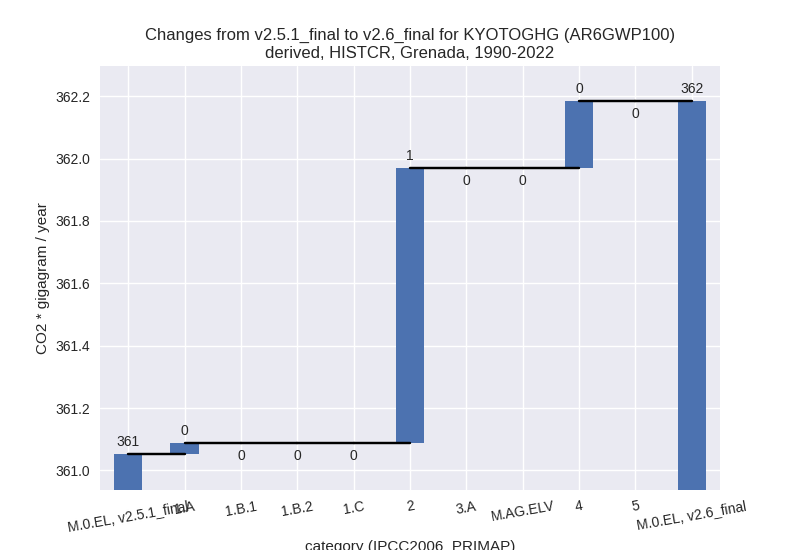 Changes from v2.5.1_final to v2.6_final for KYOTOGHG (AR6GWP100)
derived, HISTCR, Grenada, 1990-2022
CO2 * gigagram / year
362.2
362.0
361.8
361.6
361.4
361.2
361.0
361
0
0
0
0
1
0
0
0
0
362
M.0.EL, v2.5.1_final
1.A
1.B.1
1.B.2
1.C
2
3.A
M.AG.ELV
4
5
M.0.EL, v2.6_final
category (IPCC2006_PRIMAP)